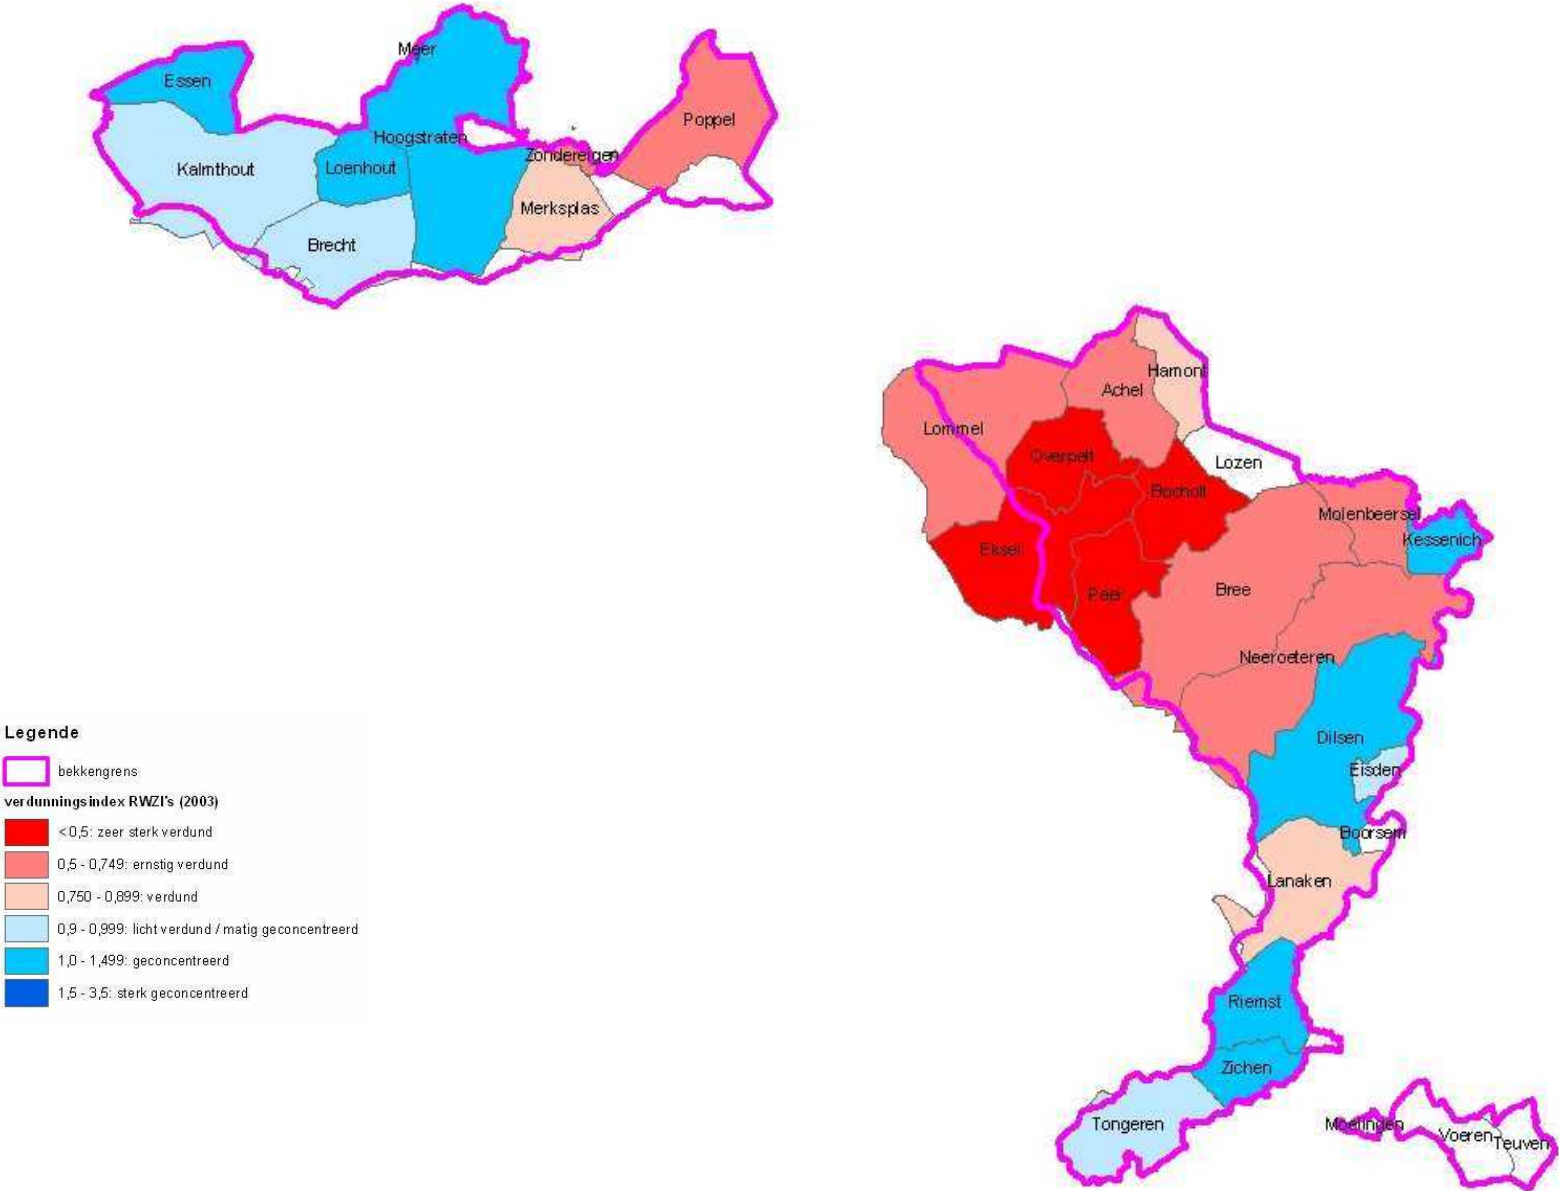 Meer
Essen
Poppel
Hoogstraten
Zondereigen
Kalmthout
Loenhout
Merksplas
Brecht
Hamont
Achel
Lommel
Overpelt
Lozen
Bocholt
Molenbeersel
Kessenich
Eksel
Peer
Bree
Neeroeteren
Dilsen
Eisden
Boorsem
Lanaken
Riemst
Zichen
Tongeren
Moelingen
Voeren
Teuven
Legende
bekkengrens
verdunningsindex RWZI's (2003)
<0,5: zeer sterk verdund
0,5 - 0,749: ernstig verdund
0,750 - 0,899: verdund
0,9 - 0,999: licht verdund / matig geconcentreerd
1,0 - 1,499: geconcentreerd
1,5 - 3,5: sterk geconcentreerd